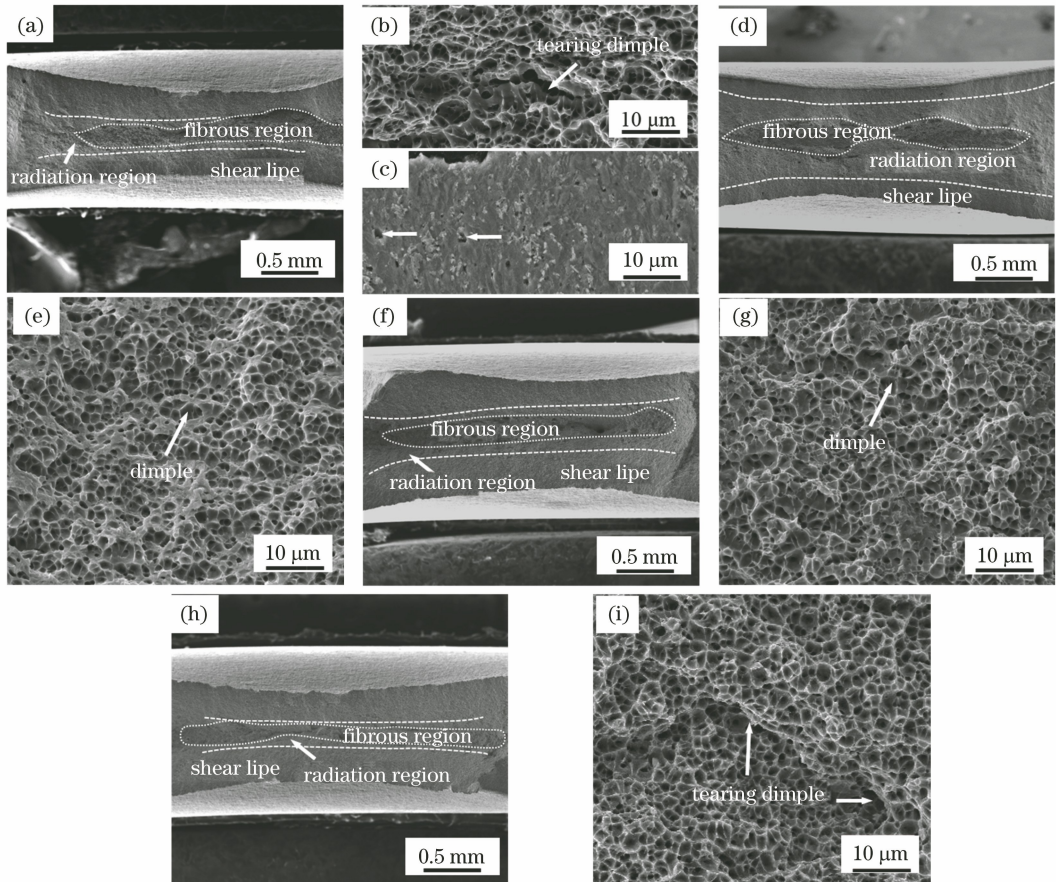 (a)
fibrous region
radiation region
shear lipe
0.5 mm
(b)
tearing dimple
10 μm
(c)
10 μm
(d)
fibrous region
radiation region
shear lipe
0.5 mm
(e)
dimple
10 μm
(f)
fibrous region
radiation region
shear lipe
0.5 mm
(g)
dimple
10 μm
(h)
fibrous region
shear lipe
radiation region
0.5 mm
(i)
tearing dimple
10 μm